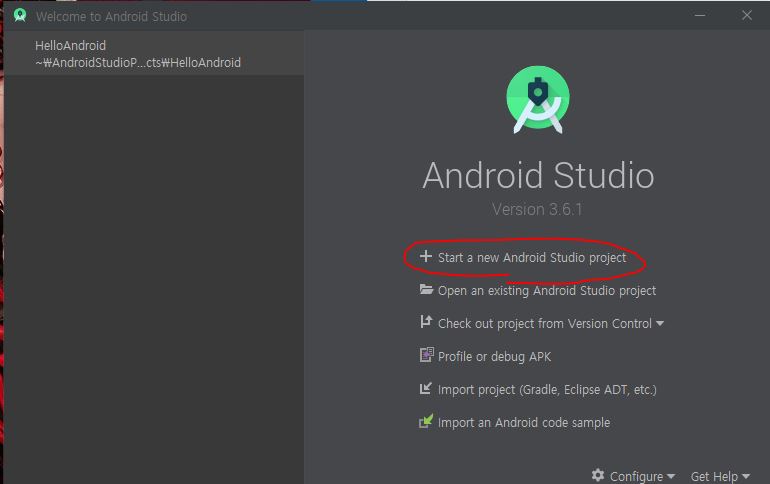 Welcome to Android Studio
HelloAndroid
~₩AndroidStudioP...cts₩HelloAndroid
Android Studio
Version 3.6.1
Start a new Android Studio project
Open an existing Android Studio project
Check out project from Version Control
Profile or debug APK
Import project (Gradle, Eclipse ADT, etc.)
Import an Android code sample
Configure Get Help